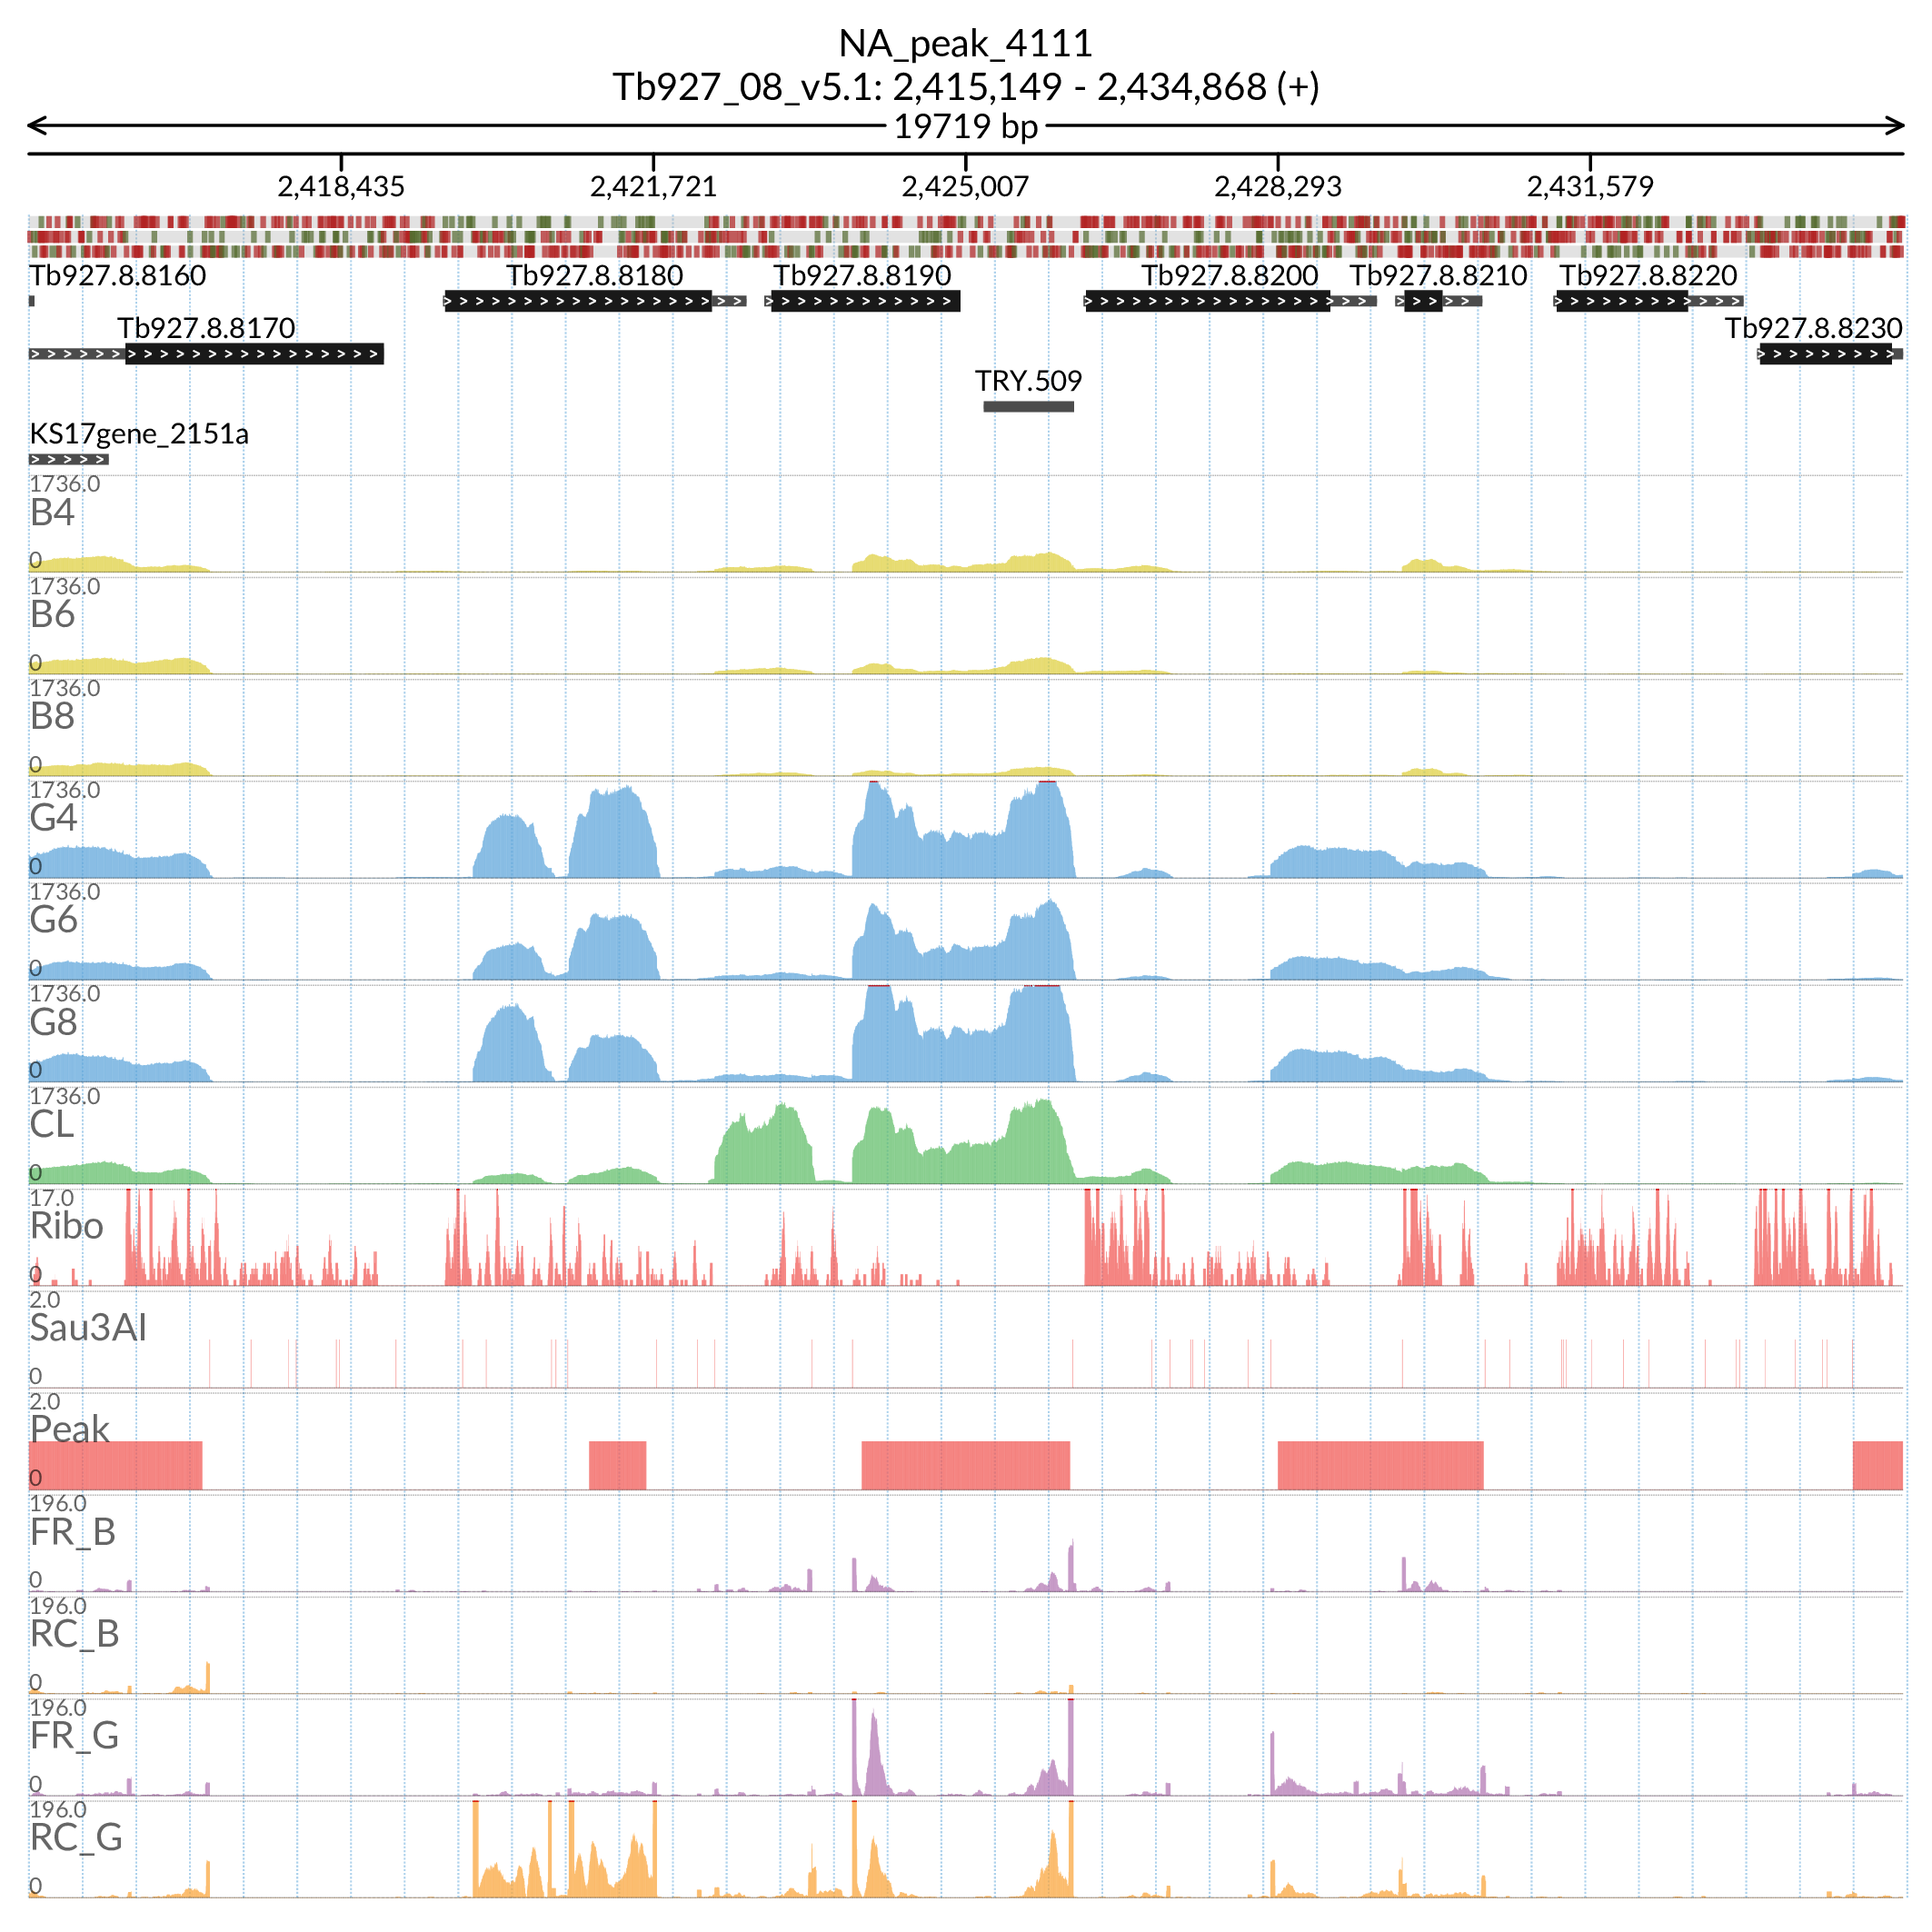 NA_peak_4111
Tb927_08_v5.1: 2,415,149 - 2,434,868 (+)
19719 bp
2,418,435 2,421,721 2,425,007 2,428,293 2,431,579
Tb927.8.8160 Tb927.8.8180 Tb927.8.8190 Tb927.8.8200 Tb927.8.8210 Tb927.8.8220
Tb927.8.8170 Tb927.8.8230
TRY.509
KS17gene_2151a
1736.0
B4
0
1736.0
B6
0
1736.0
B8
0
1736.0
G4
0
1736.0
G6
0
1736.0
G8
0
1736.0
CL
0
17.0
Ribo
0
2.0
Sau3AI
0
2.0
Peak
0
196.0
FR_B
0
196.0
RC_B
0
196.0
FR_G
0
196.0
RC_G
0